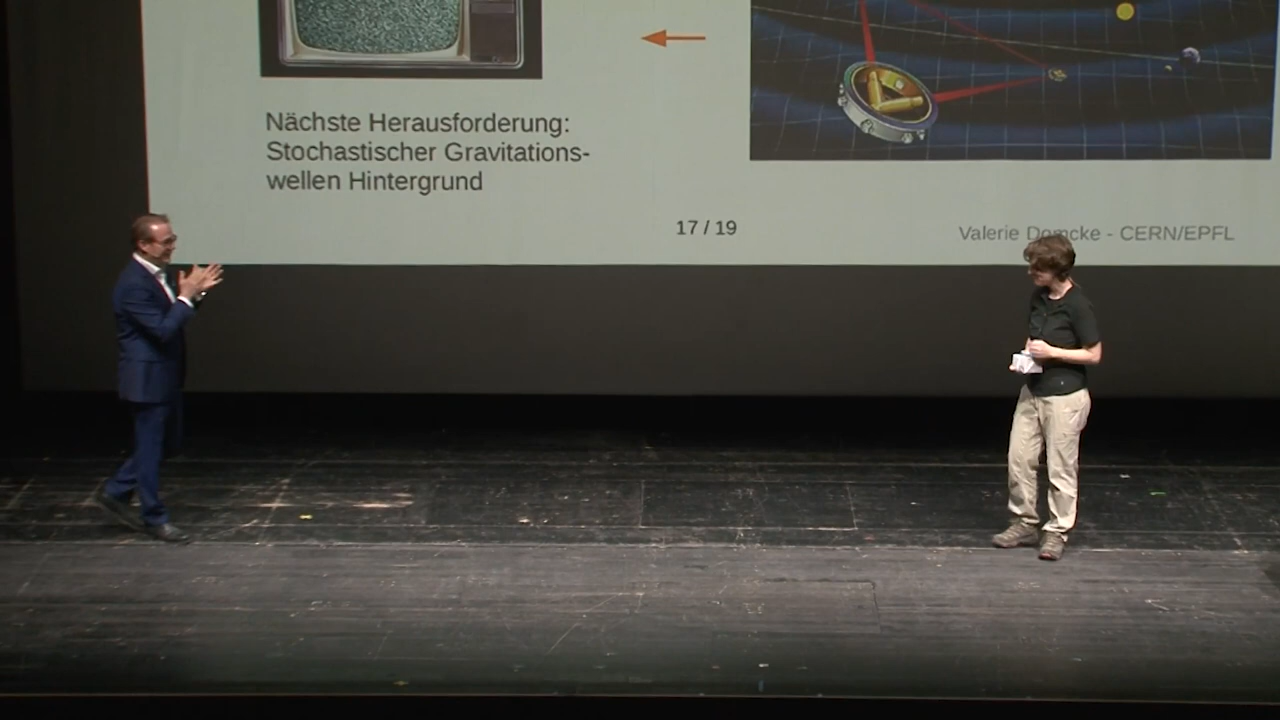 Nächste Herausforderung:
Stochastischer Gravitations-
wellen Hintergrund
17 / 19
Valerie Domcke - CERN/EPFL